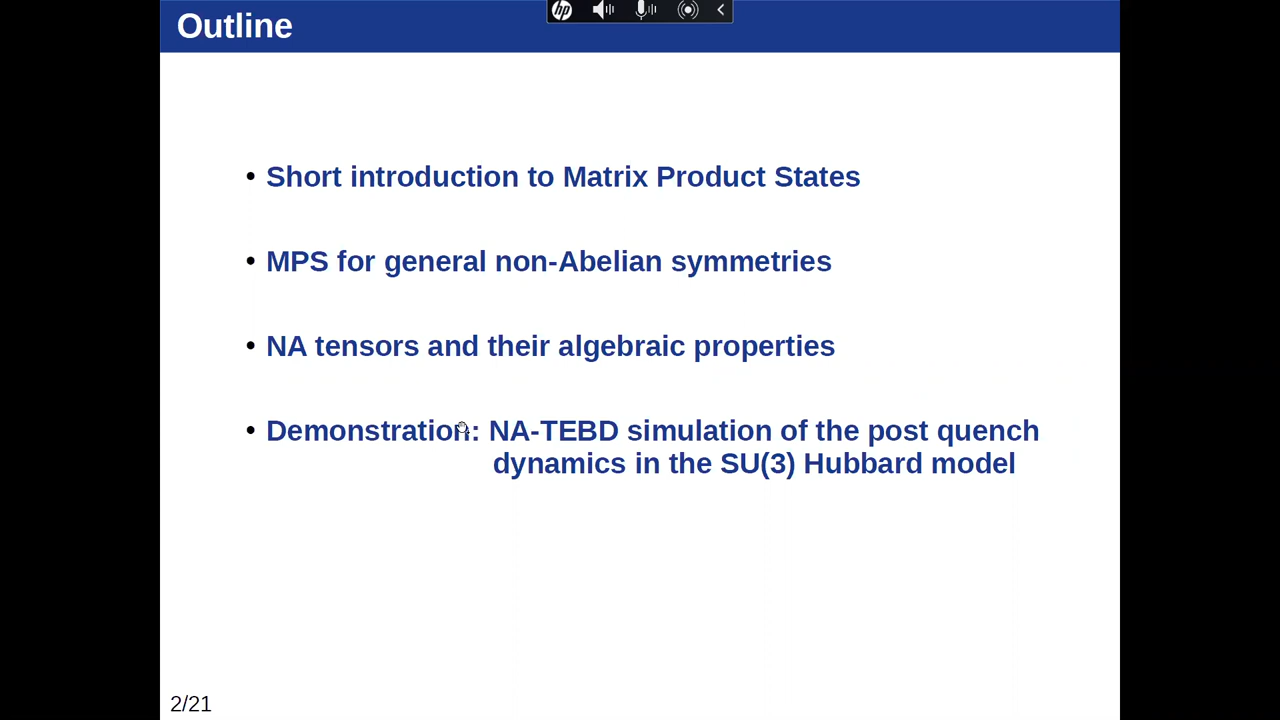 Outline
hp
• Short introduction to Matrix Product States
• MPS for general non-Abelian symmetries
• NA tensors and their algebraic properties
• Demonstration: NA-TEBD simulation of the post quench
dynamics in the SU(3) Hubbard model
2/21